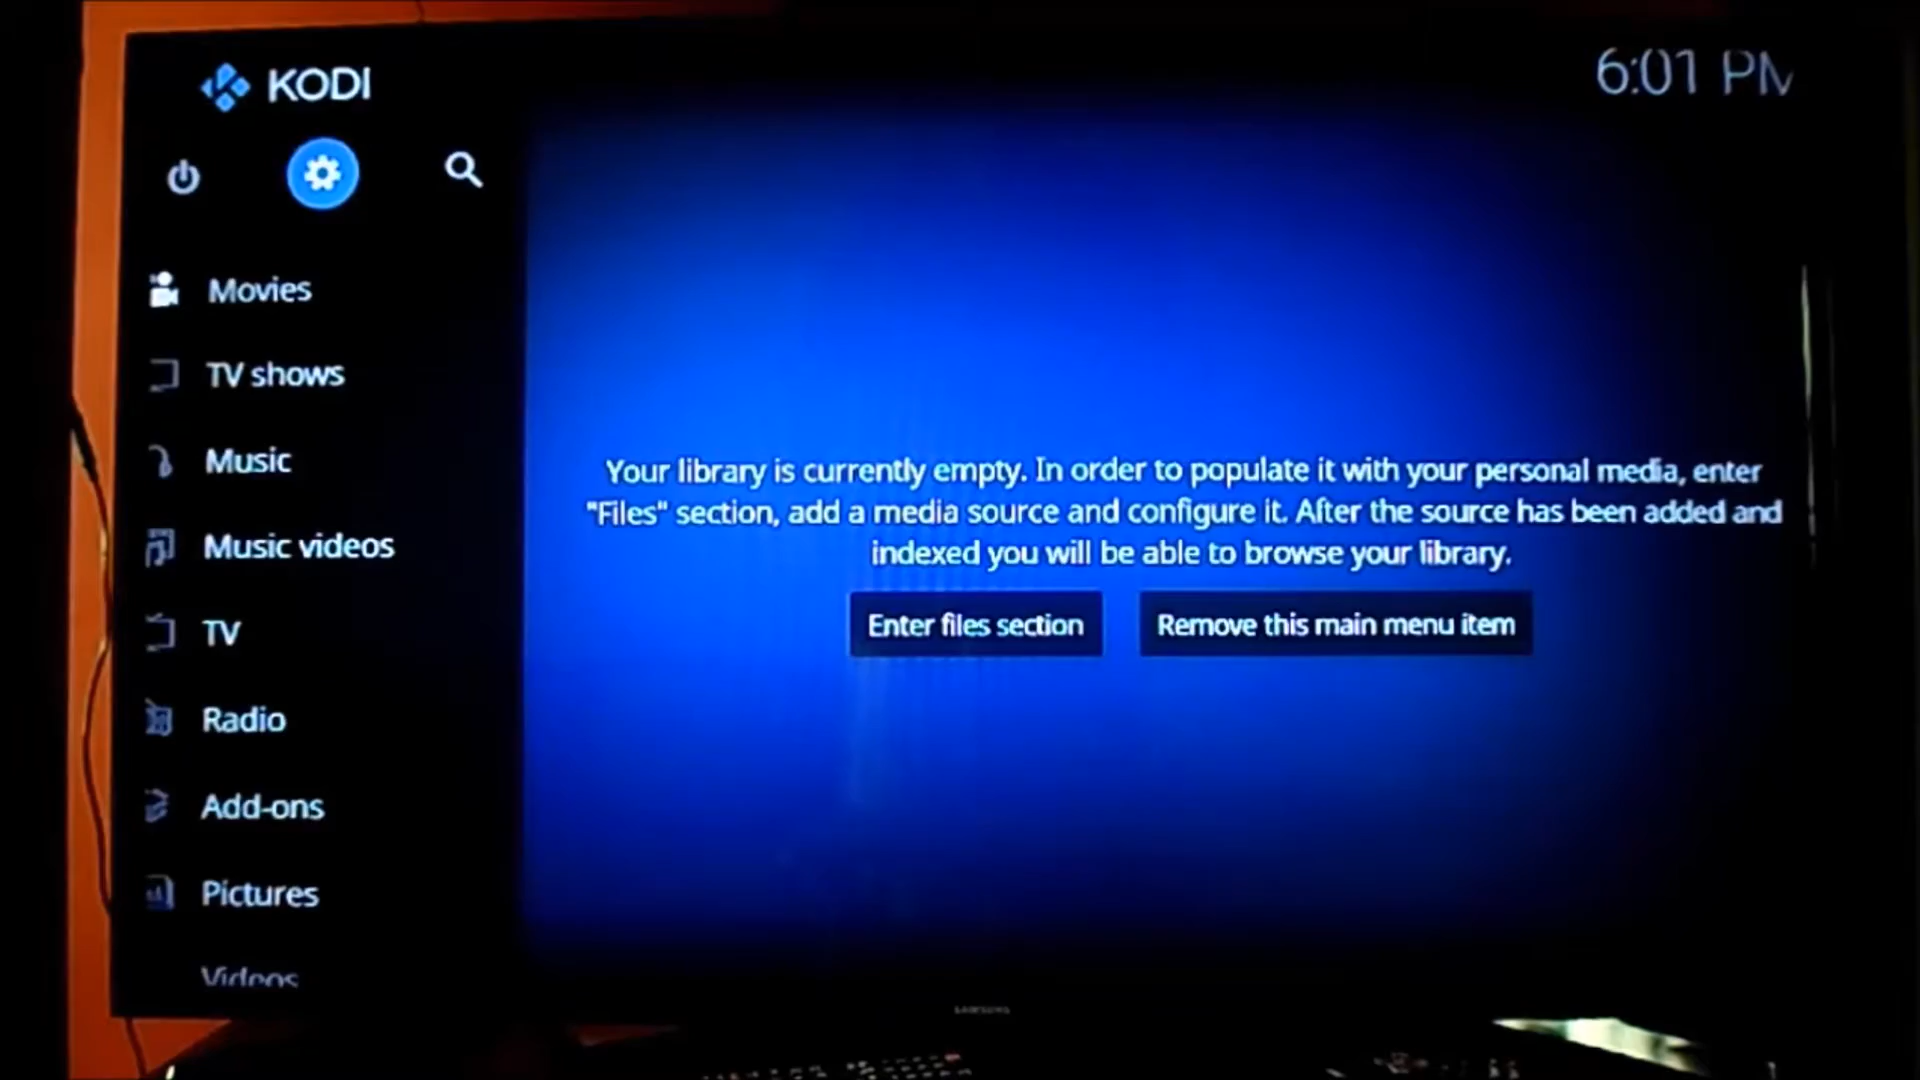 KODI
6:01 PM
Movies
TV shows
Music
Music videos
TV
Radio
Add-ons
Pictures
Videos
Your library is currently empty. In order to populate it with your personal media, enter
"Files" section, add a media source and configure it. After the source has been added and
indexed you will be able to browse your library.
Enter files section
Remove this main menu item
SAMSUNG